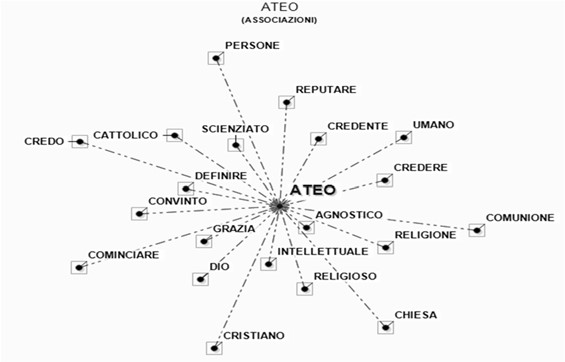 ATEO
(ASSOCIAZIONI)
PERSONE
REPUTARE
SCIENZIATO
CREDENTE
UMANO
CATTOLICO
CREDO
CREDERE
DEFINIRE
ATEO
CONVINTO
AGNOSTICO
COMUNIONE
GRAZIA
RELIGIONE
COMINCIARE
INTELLETTUALE
DIO
RELIGIOSO
CHIESA
CRISTIANO